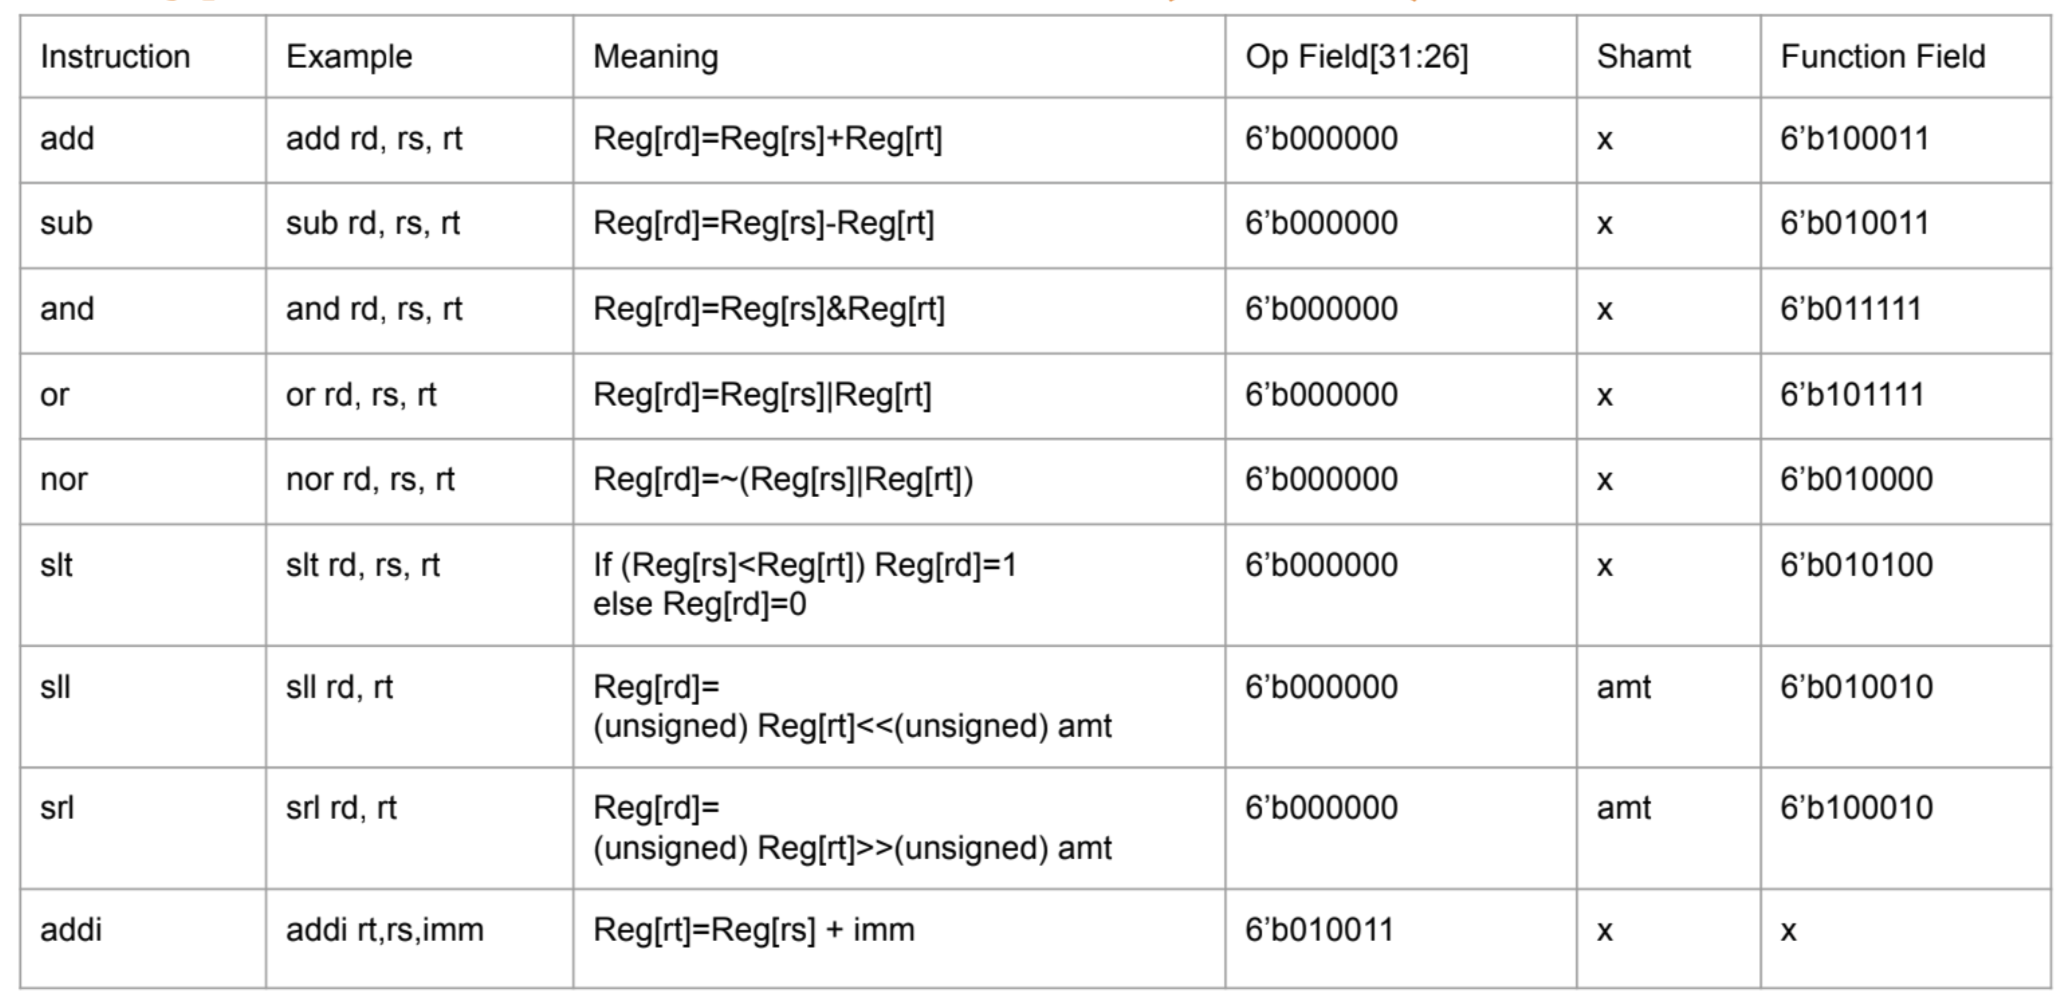 Instruction Example Meaning Op Field[31:26] Shamt Function Field
add add rd, rs, rt Reg[rd]=Reg[rs]+Reg[rt] 6’b000000 x 6’b100011
sub sub rd, rs, rt Reg[rd]=Reg[rs]-Reg[rt] 6’b000000 x 6’b010011
and and rd, rs, rt Reg[rd]=Reg[rs]&Reg[rt] 6’b000000 x 6’b011111
or or rd, rs, rt Reg[rd]=Reg[rs]|Reg[rt] 6’b000000 x 6’b101111
nor nor rd, rs, rt Reg[rd]=~(Reg[rs]|Reg[rt]) 6’b000000 x 6’b010000
slt slt rd, rs, rt If (Reg[rs]<Reg[rt]) Reg[rd]=1 6’b000000 x 6’b010100
else Reg[rd]=0
sll sll rd, rt Reg[rd]= 6’b000000 amt 6’b010010
(unsigned) Reg[rt]<<(unsigned) amt
srl srl rd, rt Reg[rd]= 6’b000000 amt 6’b100010
(unsigned) Reg[rt]>>(unsigned) amt
addi addi rt,rs,imm Reg[rt]=Reg[rs] + imm 6’b010011 x x